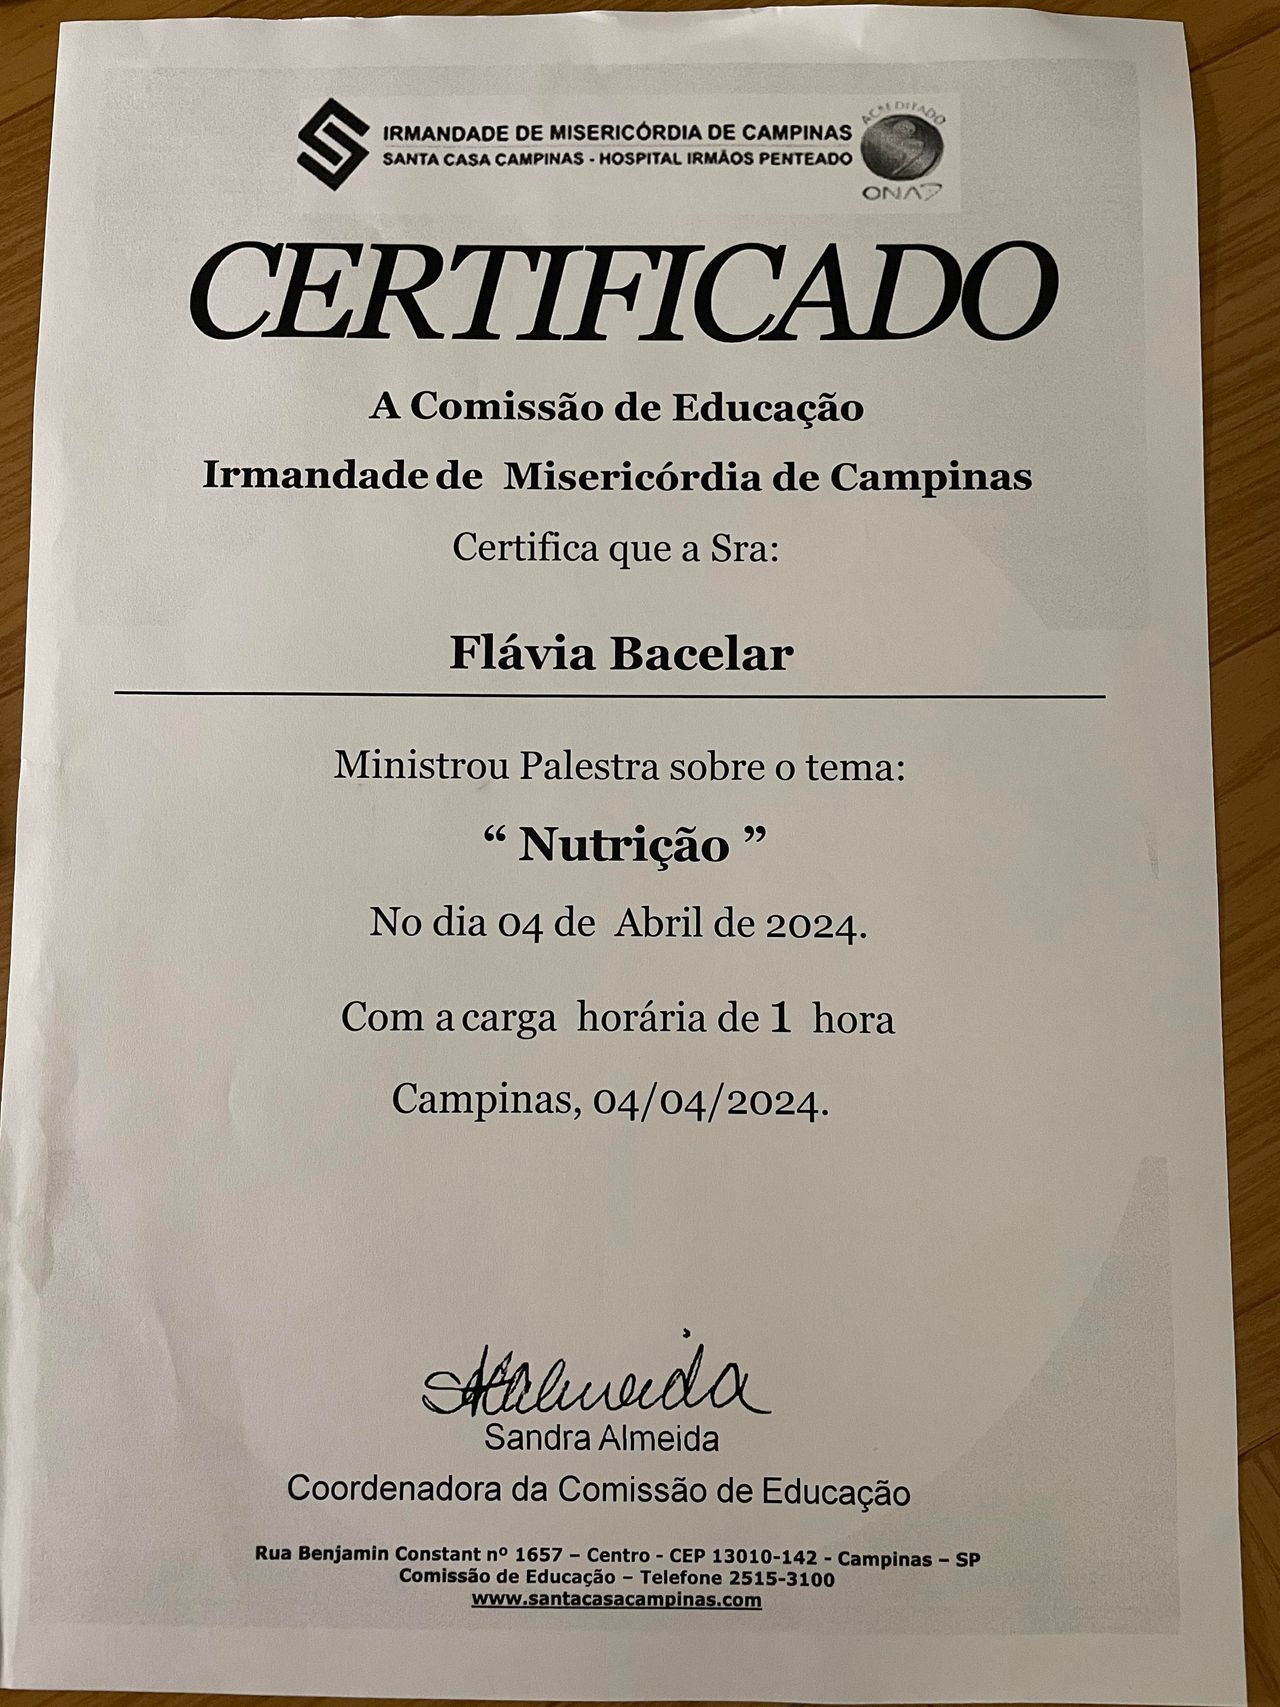 IRMANDADE DE MISERICÓRDIA DE CAMPINAS
SANTA CASA CAMPINAS - HOSPITAL IRMÃOS PENTEADO
ACREDITADO
ONA
CERTIFICADO
A Comissão de Educação
Irmandade de Misericórdia de Campinas
Certifica que a Sra:
Flávia Bacelar
Ministrou Palestra sobre o tema:
“ Nutrição ”
No dia 04 de Abril de 2024.
Com a carga horária de 1 hora
Campinas, 04/04/2024.
SAlmeida
Sandra Almeida
Coordenadora da Comissão de Educação
Rua Benjamin Constant nº 1657 – Centro - CEP 13010-142 - Campinas – SP
Comissão de Educação – Telefone 2515-3100
www.santacasacampinas.com